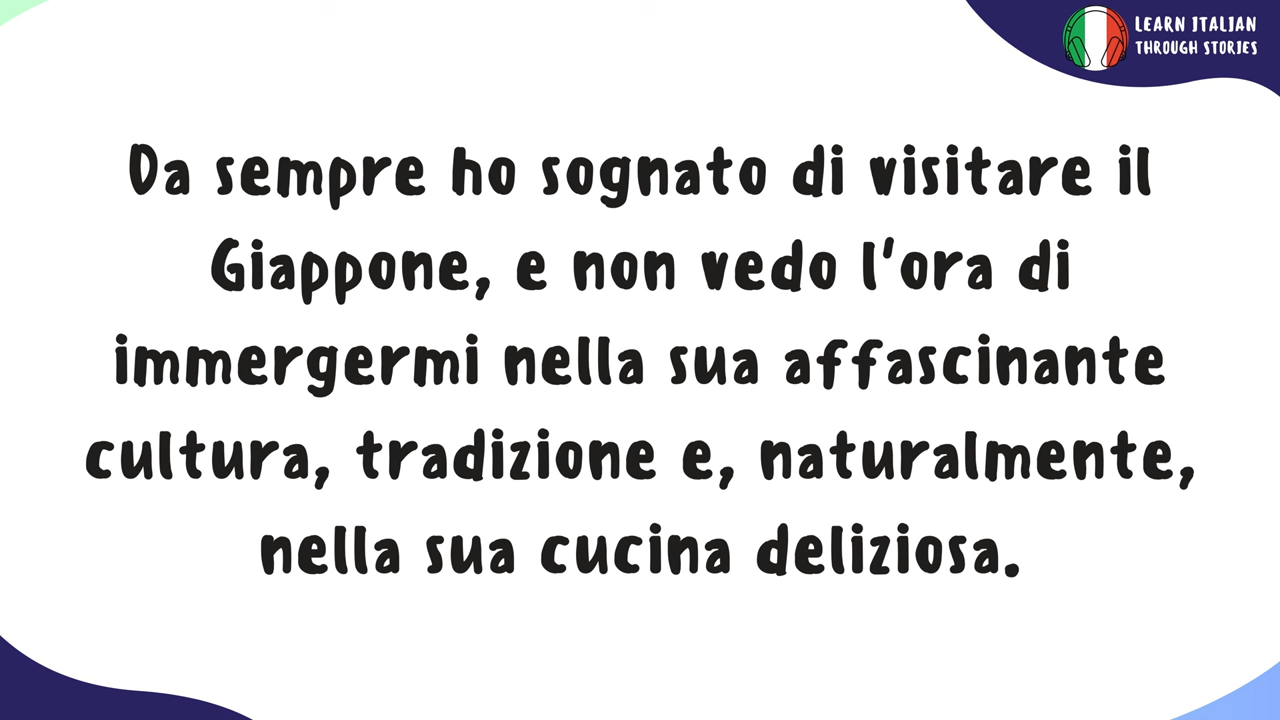 LEARN ITALIAN
THROUGH STORIES
Da sempre ho sognato di visitare il
Giappone, e non vedo l'ora di
immergermi nella sua affascinante
cultura, tradizione e, naturalmente,
nella sua cucina deliziosa.